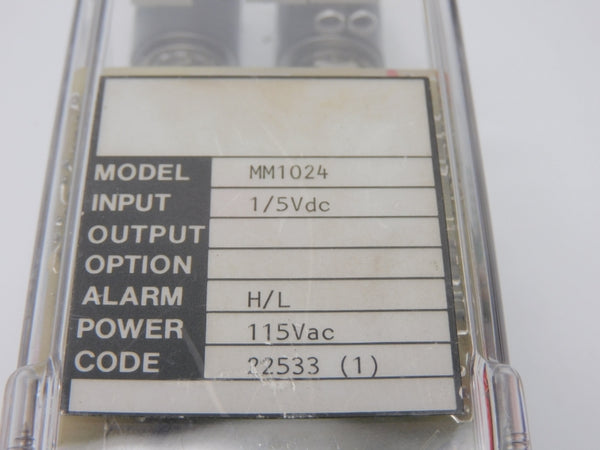 MODEL MM1024
INPUT 1/5Vdc
OUTPUT
OPTION
ALARM H/L
POWER 115Vac
CODE 22533 (1)